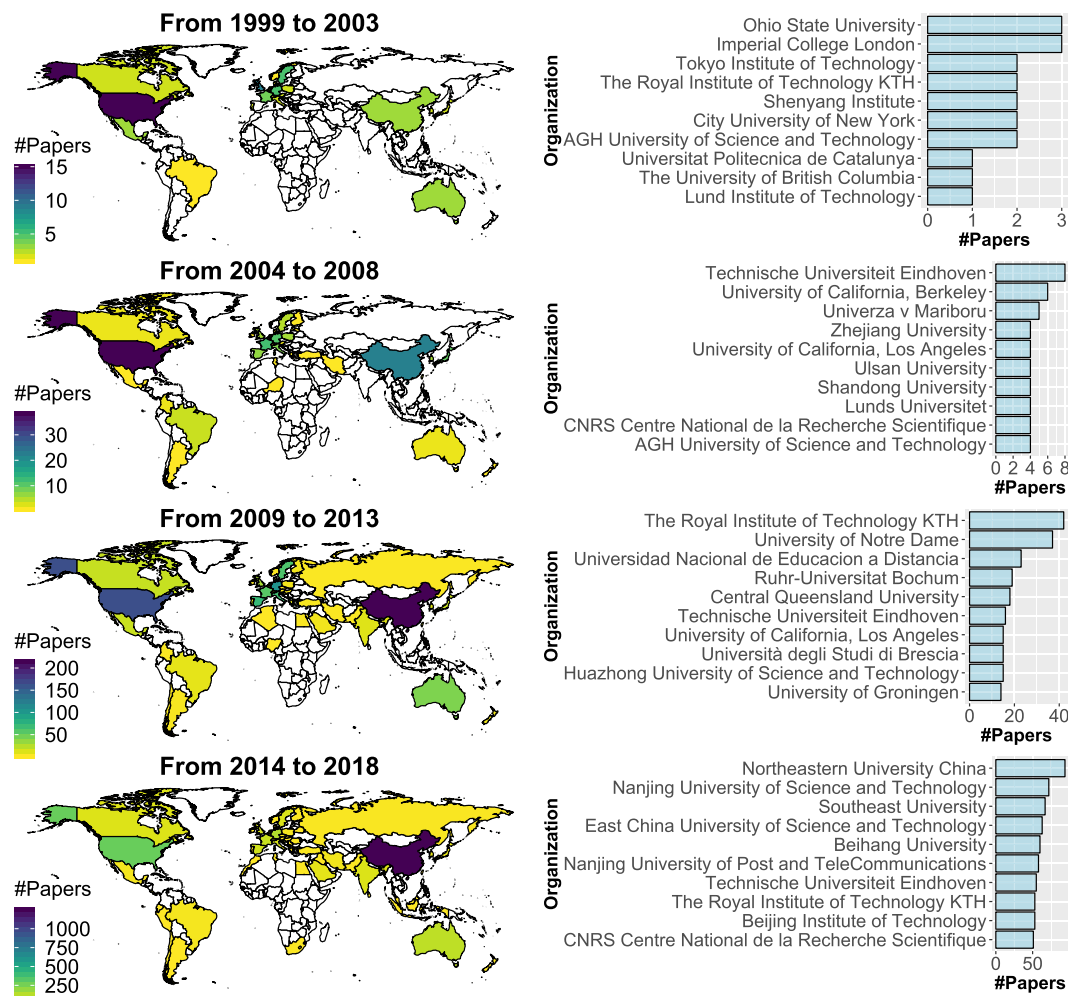 From 1999 to 2003
#Papers
15
10
5
Organization
Ohio State University
Imperial College London
Tokyo Institute of Technology
The Royal Institute of Technology KTH
Shenyang Institute
City University of New York
AGH University of Science and Technology
Universitat Politecnica de Catalunya
The University of British Columbia
Lund Institute of Technology
0 1 2 3
#Papers
From 2004 to 2008
#Papers
30
20
10
Organization
Technische Universiteit Eindhoven
University of California, Berkeley
Univerza v Mariboru
Zhejiang University
University of California, Los Angeles
Ulsan University
Shandong University
Lunds Universitet
CNRS Centre National de la Recherche Scientifique
AGH University of Science and Technology
0 2 4 6 8
#Papers
From 2009 to 2013
#Papers
200
150
100
50
Organization
The Royal Institute of Technology KTH
University of Notre Dame
Universidad Nacional de Educacion a Distancia
Ruhr-Universitat Bochum
Central Queensland University
Technische Universiteit Eindhoven
University of California, Los Angeles
Università degli Studi di Brescia
Huazhong University of Science and Technology
University of Groningen
0 20 40
#Papers
From 2014 to 2018
#Papers
1000
750
500
250
Organization
Northeastern University China
Nanjing University of Science and Technology
Southeast University
East China University of Science and Technology
Beihang University
Nanjing University of Post and TeleCommunications
Technische Universiteit Eindhoven
The Royal Institute of Technology KTH
Beijing Institute of Technology
CNRS Centre National de la Recherche Scientifique
0 50
#Papers